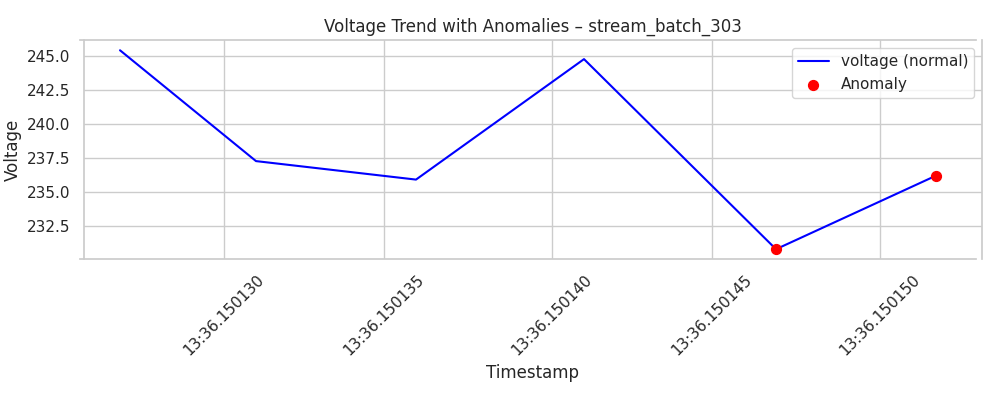 Voltage Trend with Anomalies – stream_batch_303
voltage (normal)
Anomaly
Voltage
245.0
242.5
240.0
237.5
235.0
232.5
13:36.150130
13:36.150135
13:36.150140
13:36.150145
13:36.150150
Timestamp